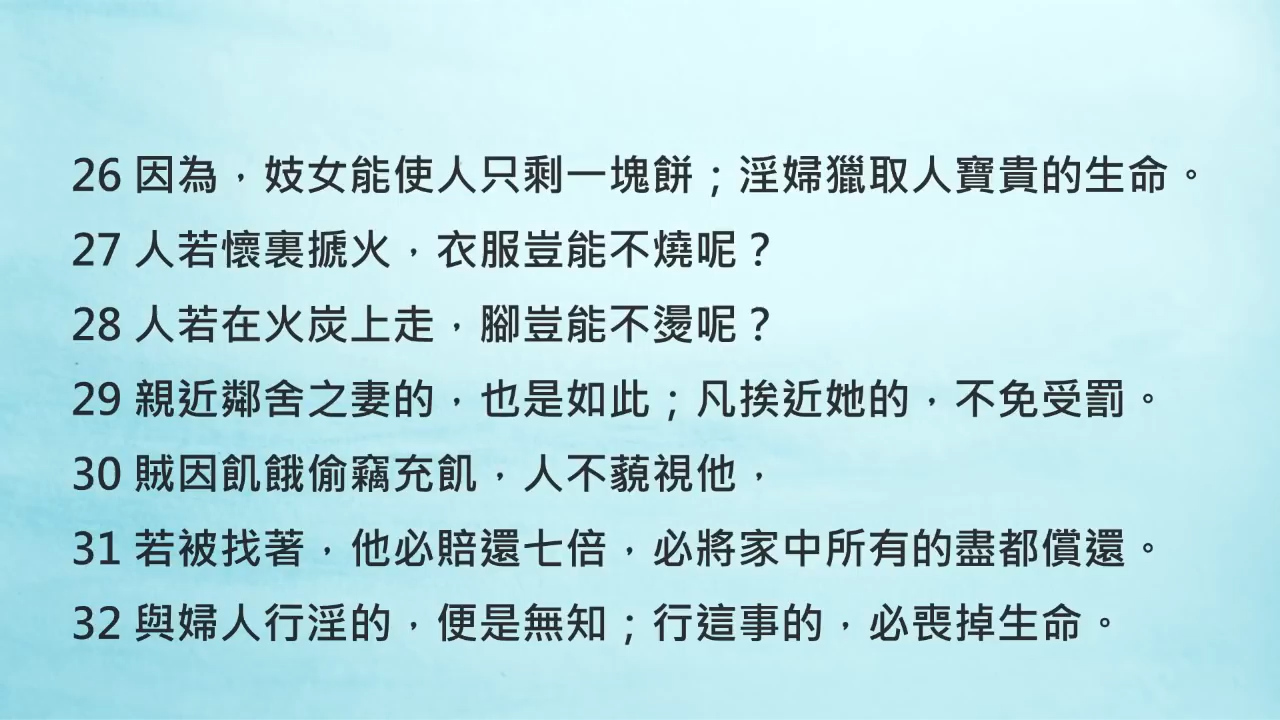 26 因為，妓女能使人只剩一塊餅；淫婦獵取人寶貴的生命。
27 人若懷裏搋火，衣服豈能不燒呢？
28 人若在火炭上走，腳豈能不燙呢？
29 親近鄰舍之妻的，也是如此；凡挨近她的，不免受罰。
30 賊因飢餓偷竊充飢，人不藐視他，
31 若被找著，他必賠還七倍，必將家中所有的盡都償還。
32 與婦人行淫的，便是無知；行這事的，必喪掉生命。